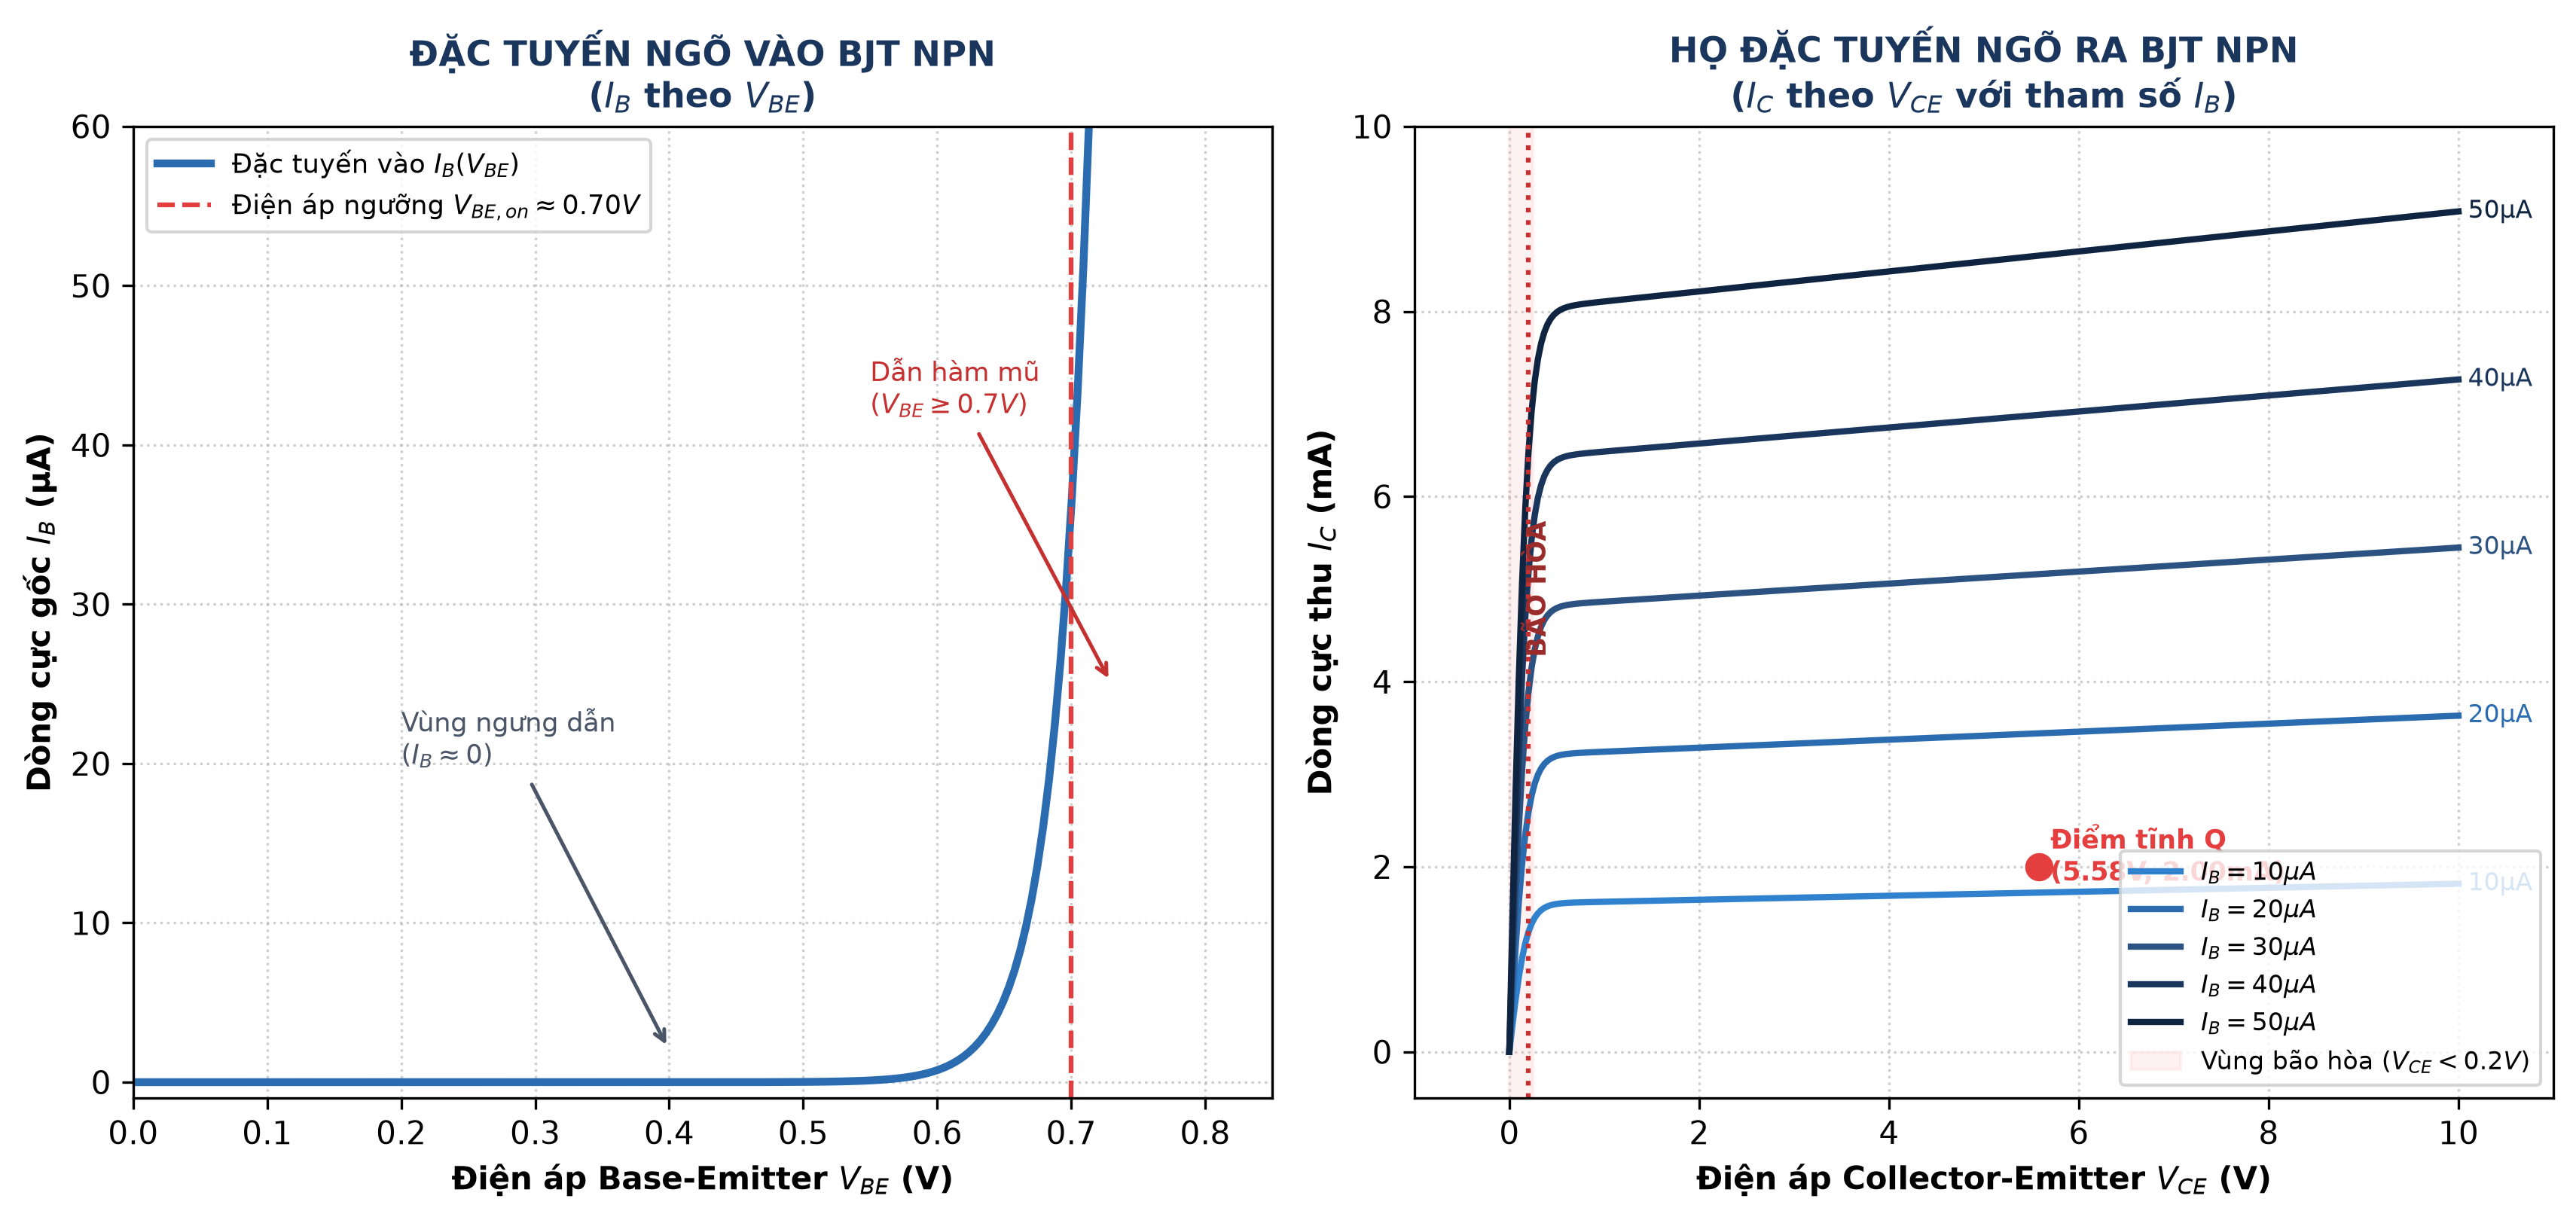 ĐẶC TUYẾN NGÕ VÀO BJT NPN
(I_B theo V_BE)
60
50
40
30
20
10
0
Dòng cực gốc I_B (μA)
Đặc tuyến vào I_B(V_BE)
Điện áp ngưỡng V_BE, on ≈ 0.70V
Dẫn hàm mũ
(V_BE ≥ 0.7V)
Vùng ngưng dẫn
(I_B ≈ 0)
0.0 0.1 0.2 0.3 0.4 0.5 0.6 0.7 0.8
Điện áp Base-Emitter V_BE (V)
HỌ ĐẶC TUYẾN NGÕ RA BJT NPN
(I_C theo V_CE với tham số I_B)
10
8
6
4
2
0
Dòng cực thu I_C (mA)
50μA
40μA
30μA
20μA
10μA
BÃO HÒA
Điểm tĩnh Q
(5.58V, 2.00mA)
I_B = 10μA
I_B = 20μA
I_B = 30μA
I_B = 40μA
I_B = 50μA
Vùng bão hòa (V_CE < 0.2V)
0 2 4 6 8 10
Điện áp Collector-Emitter V_CE (V)